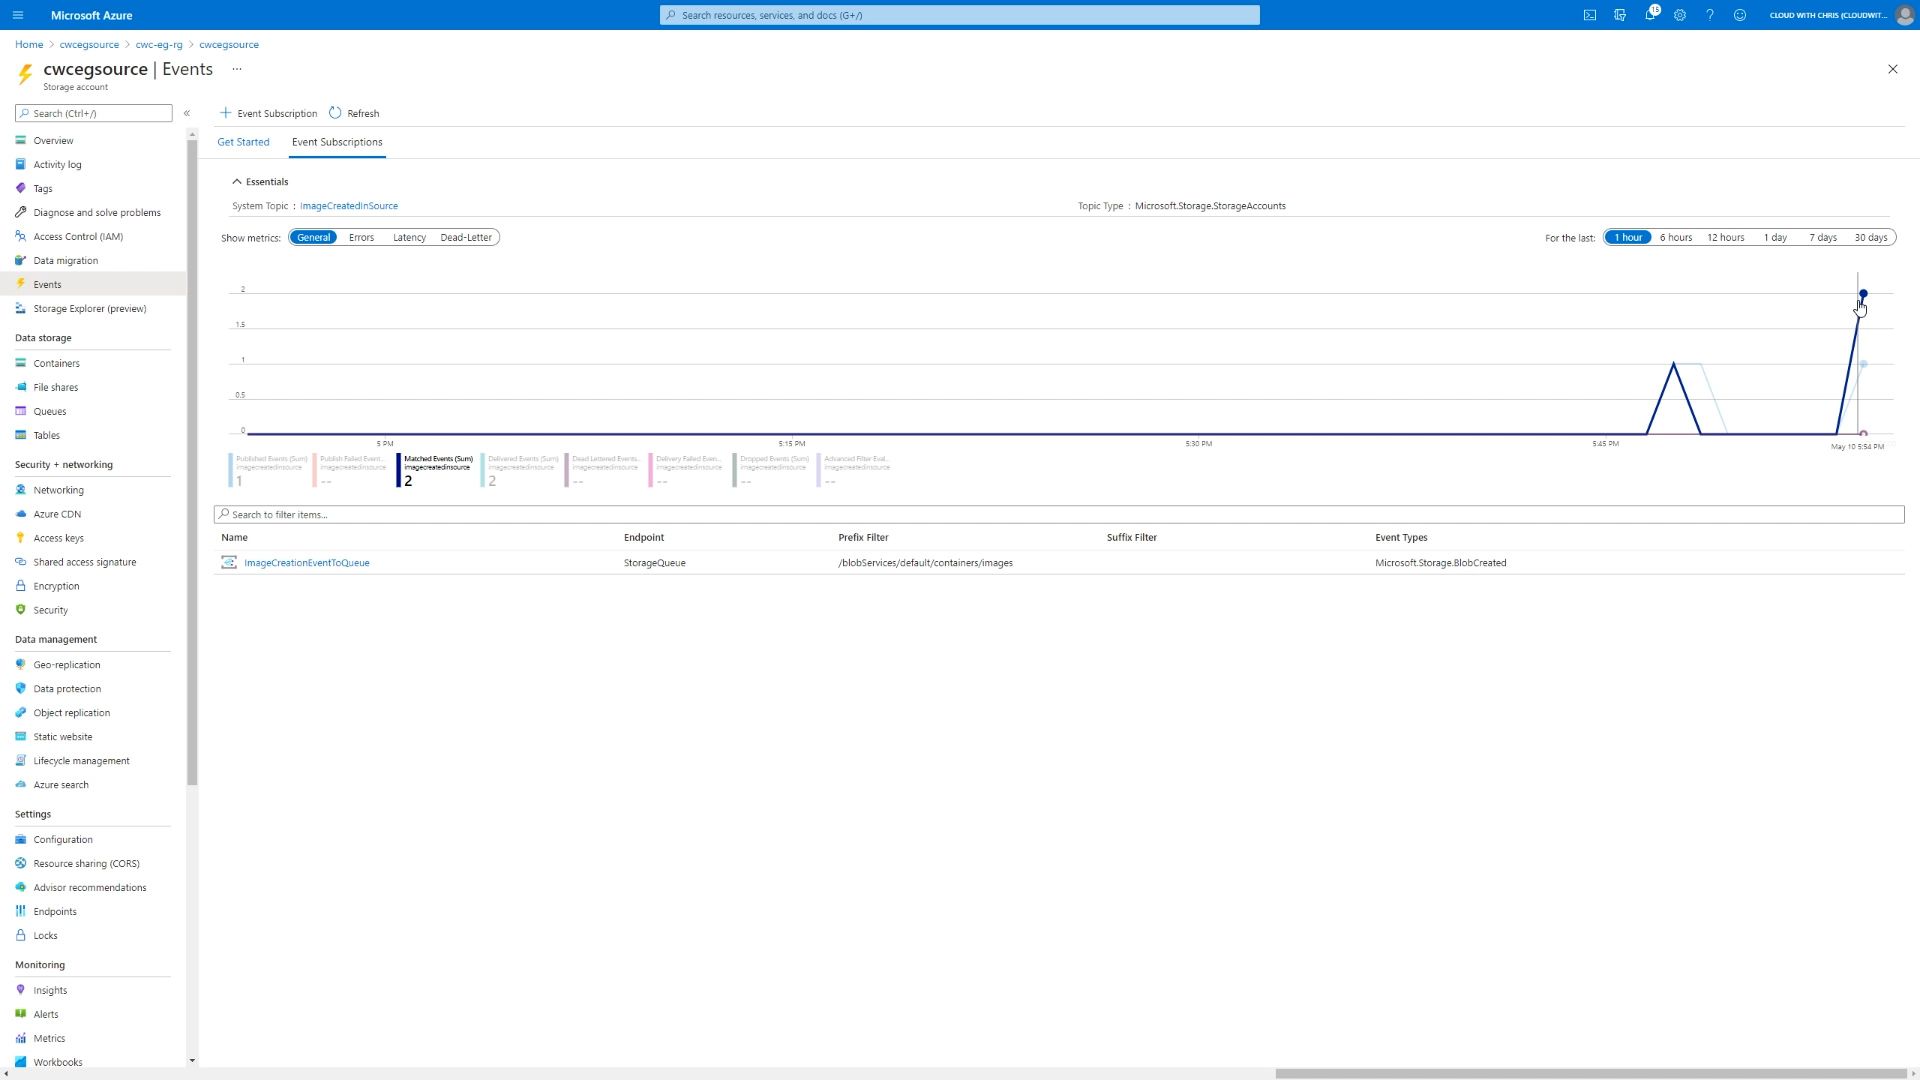 Microsoft Azure
Search resources, services, and docs (G+/)
15
CLOUD WITH CHRIS (CLOUDWIT...
Home > cwcegsource > cwc-eg-rg > cwcegsource
cwcegsource | Events ...
Storage account
Search (Ctrl+/)
«
Overview
Activity log
Tags
Diagnose and solve problems
Access Control (IAM)
Data migration
Events
Storage Explorer (preview)
Data storage
Containers
File shares
Queues
Tables
Security + networking
Networking
Azure CDN
Access keys
Shared access signature
Encryption
Security
Data management
Geo-replication
Data protection
Object replication
Static website
Lifecycle management
Azure search
Settings
Configuration
Resource sharing (CORS)
Advisor recommendations
Endpoints
Locks
Monitoring
Insights
Alerts
Metrics
Workbooks
+ Event Subscription Refresh
Get Started Event Subscriptions
Essentials
System Topic : ImageCreatedInSource
Topic Type : Microsoft.Storage.StorageAccounts
Show metrics: General Errors Latency Dead-Letter
For the last: 1 hour 6 hours 12 hours 1 day 7 days 30 days
2
1.5
1
0.5
0
5 PM 5:15 PM 5:30 PM 5:45 PM May 10 5:54 PM
Published Events (Sum)
imagecreatedinsource
1
Publish Failed Event...
imagecreatedinsource
--
Matched Events (Sum)
imagecreatedinsource
2
Delivered Events (Sum)
imagecreatedinsource
2
Dead Lettered Events...
imagecreatedinsource
--
Delivery Failed Even...
imagecreatedinsource
--
Dropped Events (Sum)
imagecreatedinsource
--
Advanced Filter Eval...
imagecreatedinsource
--
Search to filter items...
Name Endpoint Prefix Filter Suffix Filter Event Types
ImageCreationEventToQueue StorageQueue /blobServices/default/containers/images Microsoft.Storage.BlobCreated